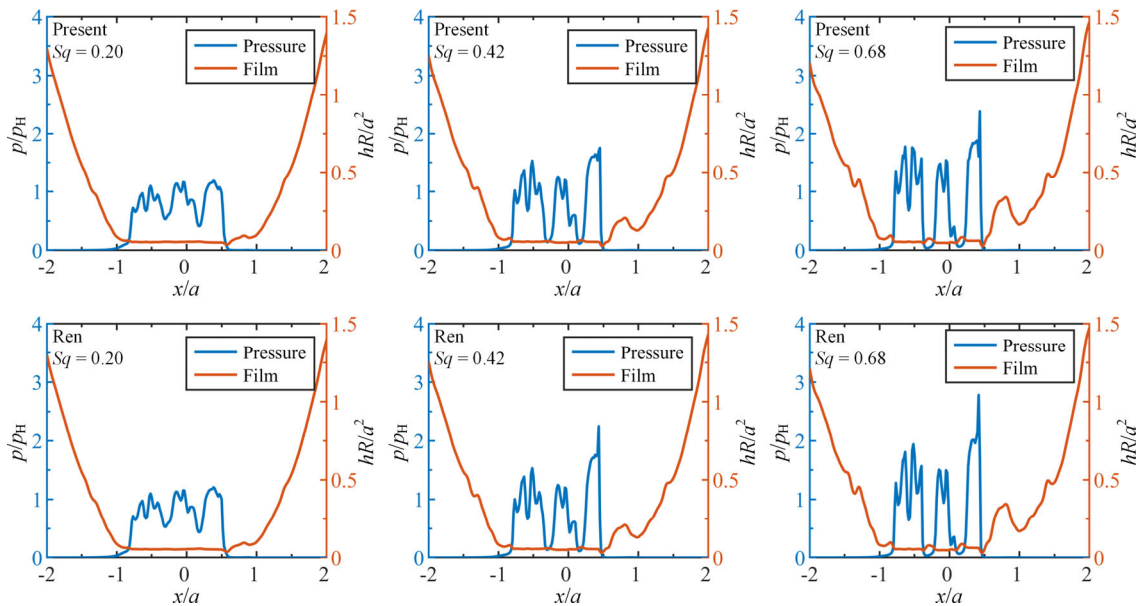 Present
Sq = 0.20
Pressure
Film
p/pH
hR/a²
4
3
2
1
0
1.5
1
0.5
0
-2 -1 0 1 2
x/a
Present
Sq = 0.42
Pressure
Film
p/pH
hR/a²
4
3
2
1
0
1.5
1
0.5
0
-2 -1 0 1 2
x/a
Present
Sq = 0.68
Pressure
Film
p/pH
hR/a²
4
3
2
1
0
1.5
1
0.5
0
-2 -1 0 1 2
x/a
Ren
Sq = 0.20
Pressure
Film
p/pH
hR/a²
4
3
2
1
0
1.5
1
0.5
0
-2 -1 0 1 2
x/a
Ren
Sq = 0.42
Pressure
Film
p/pH
hR/a²
4
3
2
1
0
1.5
1
0.5
0
-2 -1 0 1 2
x/a
Ren
Sq = 0.68
Pressure
Film
p/pH
hR/a²
4
3
2
1
0
1.5
1
0.5
0
-2 -1 0 1 2
x/a